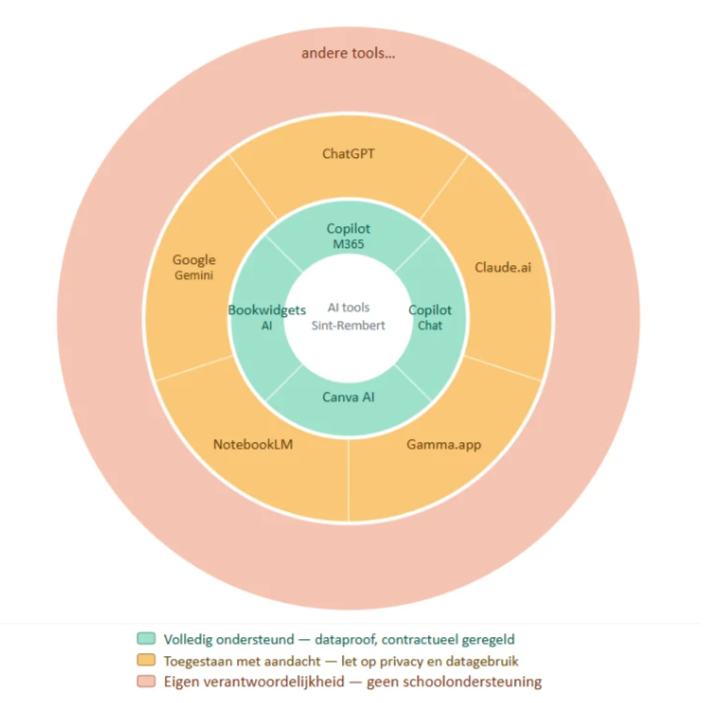 andere tools...
ChatGPT
Copilot
M365
Google
Gemini
Claude.ai
Bookwidgets
AI
AI tools
Sint-Rembert
Copilot
Chat
Canva AI
NotebookLM
Gamma.app
Volledig ondersteund — dataproof, contractueel geregeld
Toegestaan met aandacht — let op privacy en datagebruik
Eigen verantwoordelijkheid — geen schoolondersteuning